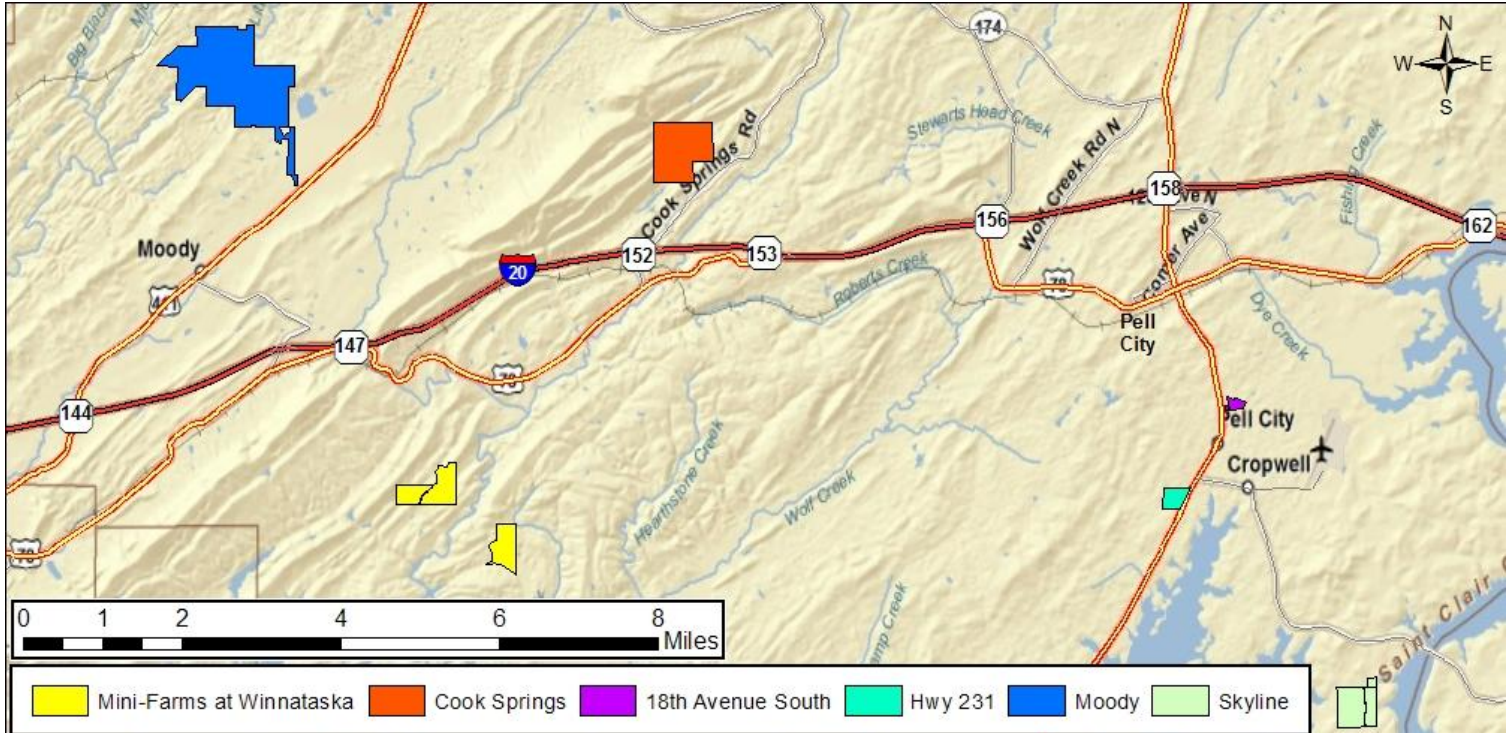 Big Black
174
N
W E
S
Stewarts Head Creek
Cook Springs Rd
Wolf Creek Rd N
Fishing Creek
158
12th Ave N
156
162
Moody
152
153
20
Comer Ave
411
Roberts Creek
78
Dye Creek
Pell
City
147
78
144
Pell City
Cropwell
Hearthstone Creek
Wolf Creek
78
0 1 2 4 6 8
Miles
Camp Creek
Saint Clair
Mini-Farms at Winnataska
Cook Springs
18th Avenue South
Hwy 231
Moody
Skyline